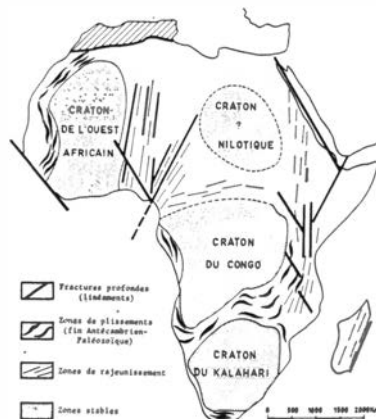 CRATON
DE L'OUEST
AFRICAIN
CRATON
?
NILOTIQUE
CRATON
DU CONGO
CRATON
DU KALAHARI
Fractures profondes
(linéaments)
Zones de plissements
(fin Antécambrien-
Paléozoïque)
Zones de rajeunissement
Zones stables
0 500 1000 1500